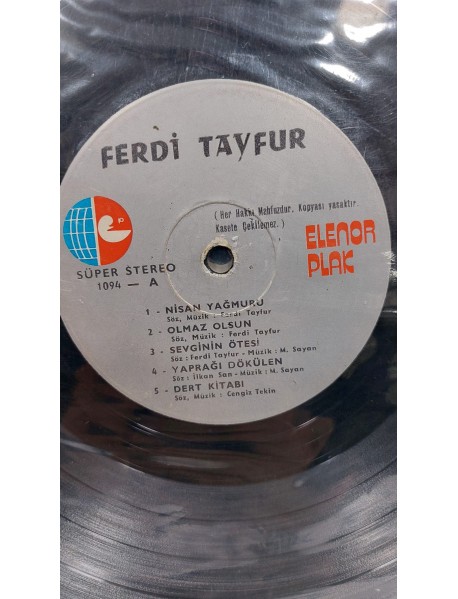 FERDİ TAYFUR
( Her Hakkı Mahfuzdur. Kopyası yasaktır.
Kasete Çekilemez. )
ELENOR
PLAK
SÜPER STEREO
1094 — A
1 - NİSAN YAĞMURU
Söz, Müzik : Ferdi Tayfur
2 - OLMAZ OLSUN
Söz, Müzik : Ferdi Tayfur
3 - SEVGİNİN ÖTESİ
Söz : Ferdi Tayfur - Müzik : M. Sayan
4 - YAPRAĞI DÖKÜLEN
Söz : İlkan San - Müzik : M. Sayan
5 - DERT KİTABI
Söz, Müzik : Cengiz Tekin